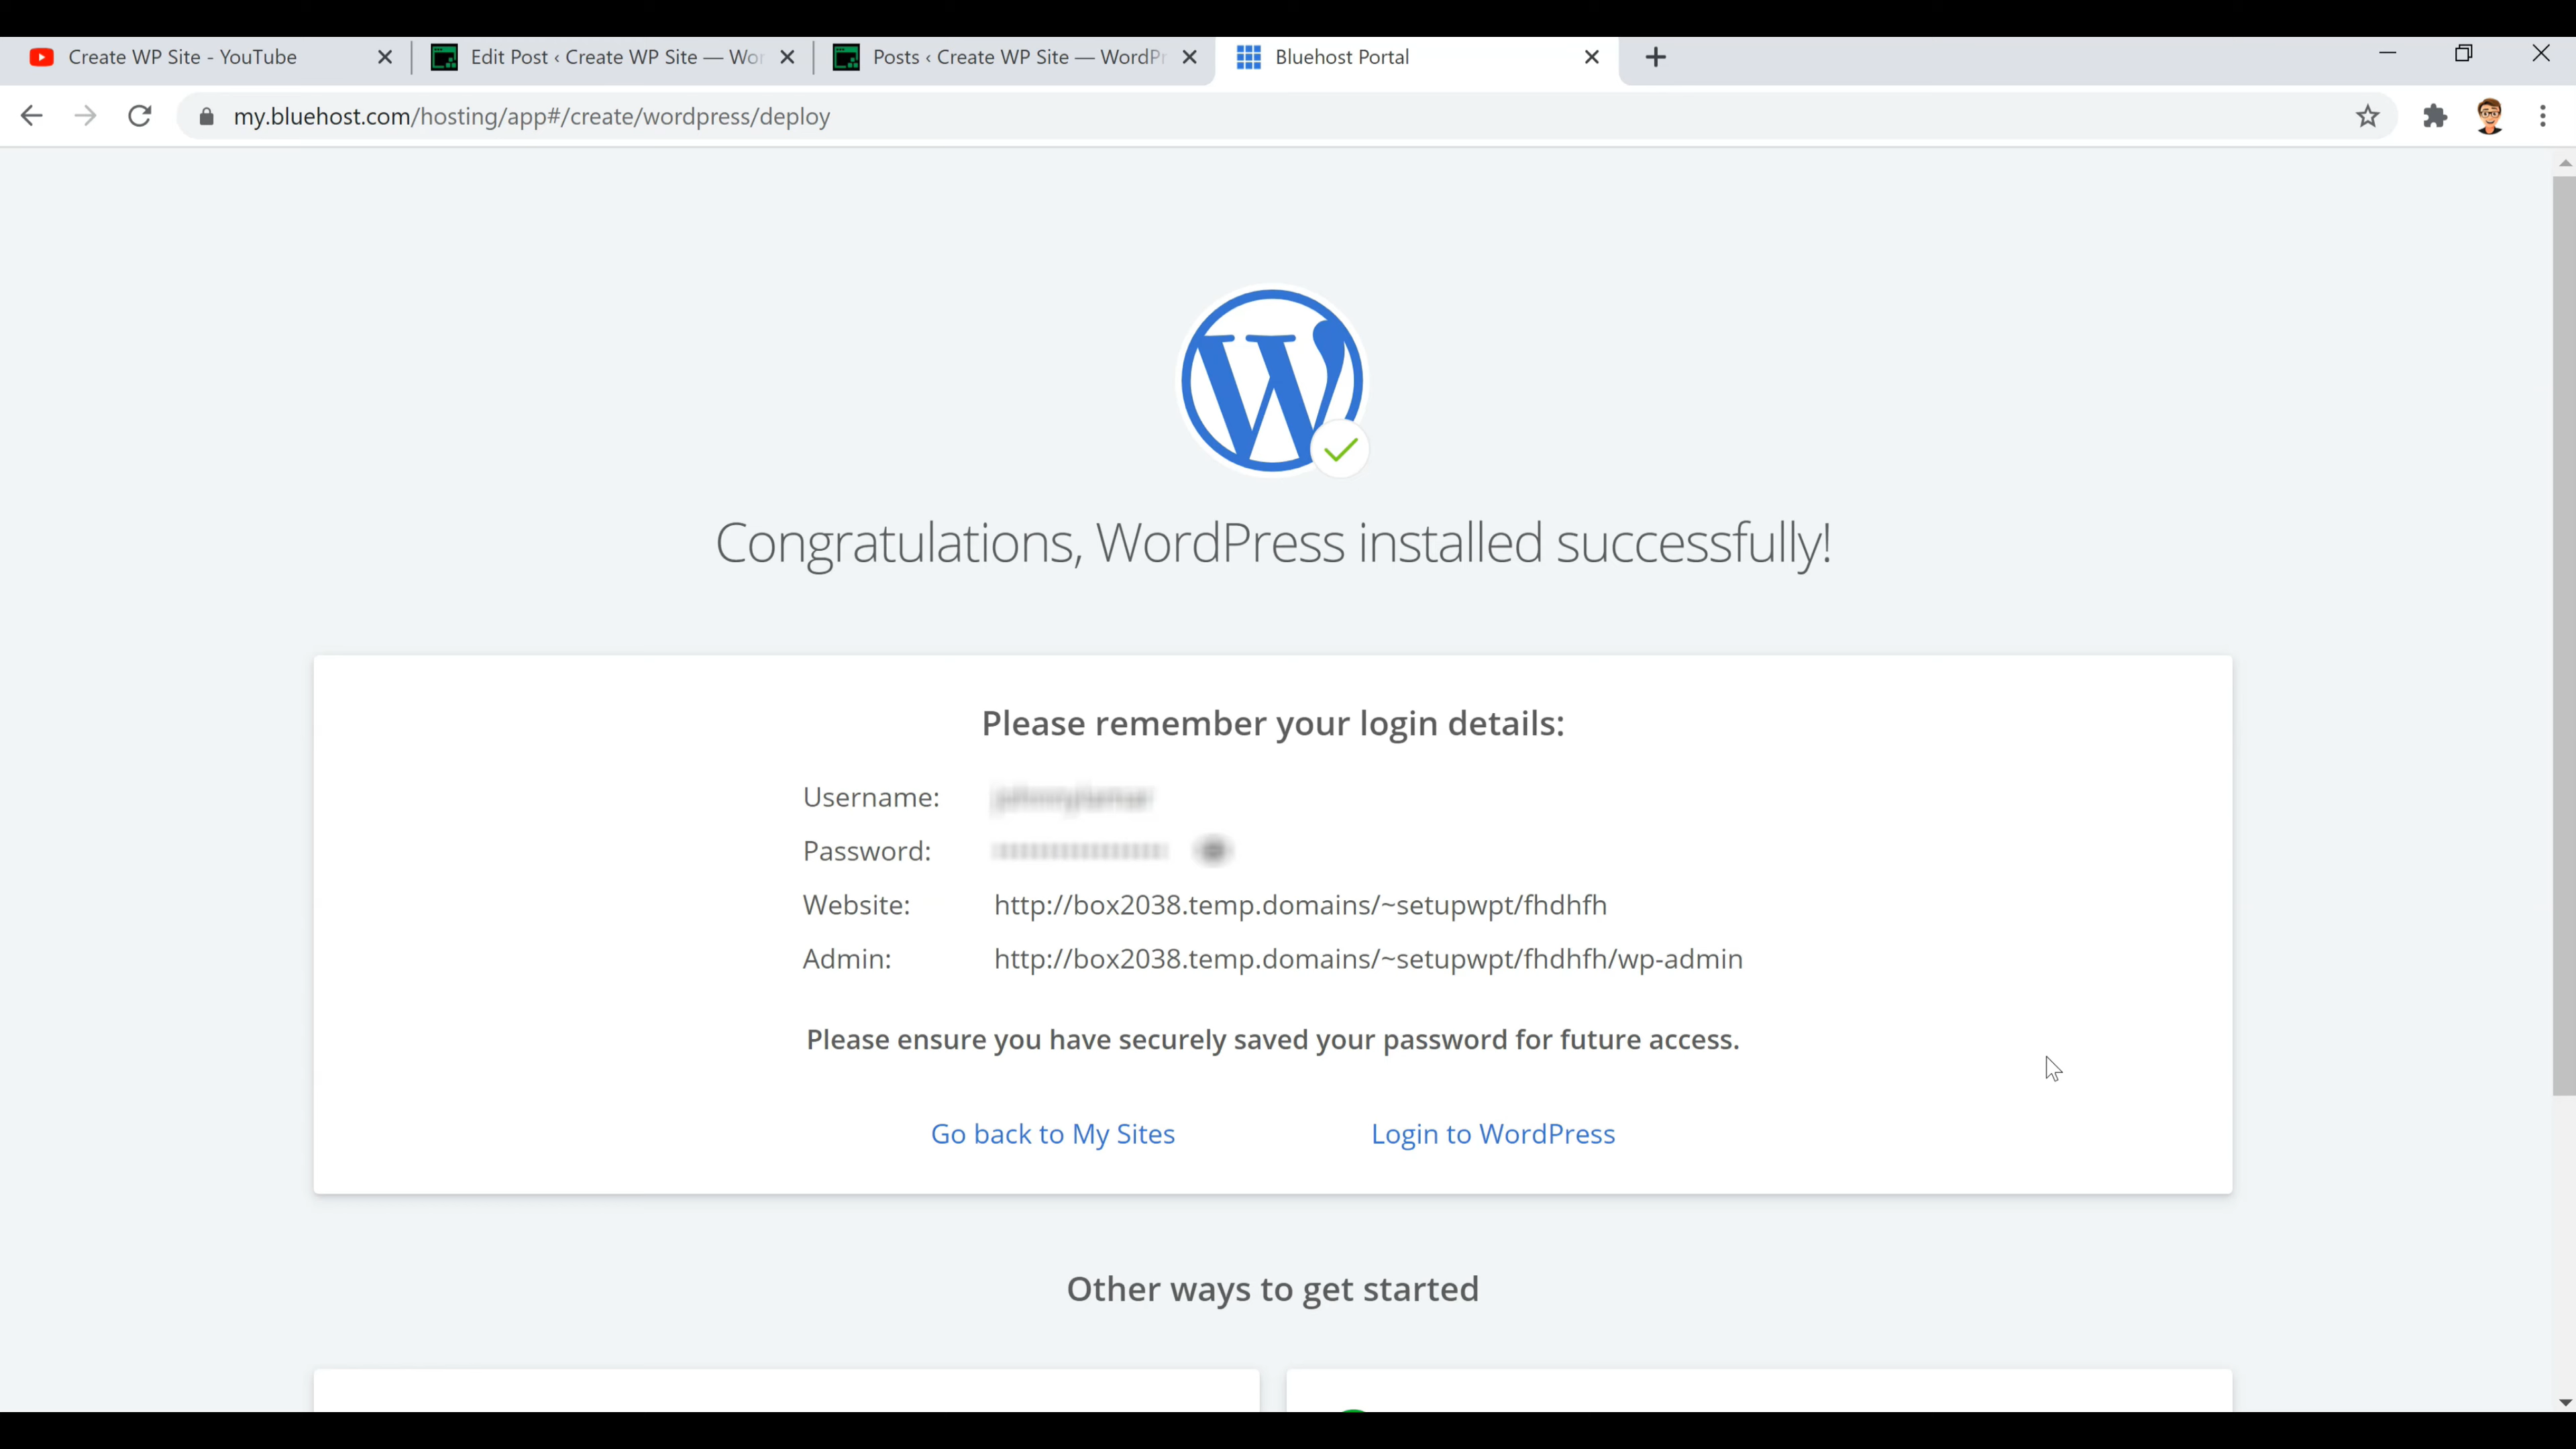 Create WP Site - YouTube
Edit Post ‹ Create WP Site — Wor
Posts ‹ Create WP Site — WordPr
Bluehost Portal
my.bluehost.com/hosting/app#/create/wordpress/deploy
Congratulations, WordPress installed successfully!
Please remember your login details:
Username:
Password:
Website: http://box2038.temp.domains/~setupwpt/fhdhfh
Admin: http://box2038.temp.domains/~setupwpt/fhdhfh/wp-admin
Please ensure you have securely saved your password for future access.
Go back to My Sites Login to WordPress
Other ways to get started